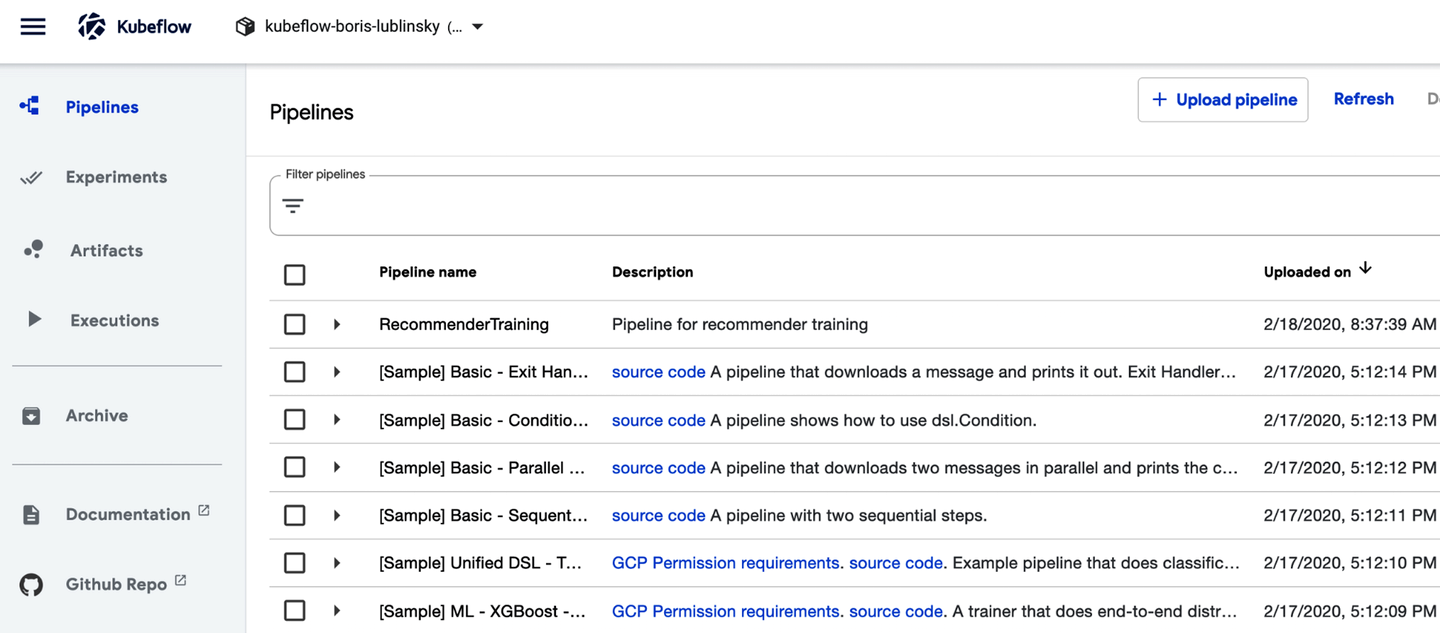 Kubeflow kubeflow-boris-lublinsky (...
Pipelines
Experiments
Artifacts
Executions
Archive
Documentation
Github Repo
Pipelines
+ Upload pipeline Refresh
Filter pipelines
Pipeline name Description Uploaded on
RecommenderTraining Pipeline for recommender training 2/18/2020, 8:37:39 AM
[Sample] Basic - Exit Han... source code A pipeline that downloads a message and prints it out. Exit Handler... 2/17/2020, 5:12:14 PM
[Sample] Basic - Conditio... source code A pipeline shows how to use dsl.Condition. 2/17/2020, 5:12:13 PM
[Sample] Basic - Parallel ... source code A pipeline that downloads two messages in parallel and prints the c... 2/17/2020, 5:12:12 PM
[Sample] Basic - Sequent... source code A pipeline with two sequential steps. 2/17/2020, 5:12:11 PM
[Sample] Unified DSL - T... GCP Permission requirements. source code. Example pipeline that does classific... 2/17/2020, 5:12:10 PM
[Sample] ML - XGBoost -... GCP Permission requirements. source code. A trainer that does end-to-end distr... 2/17/2020, 5:12:09 PM